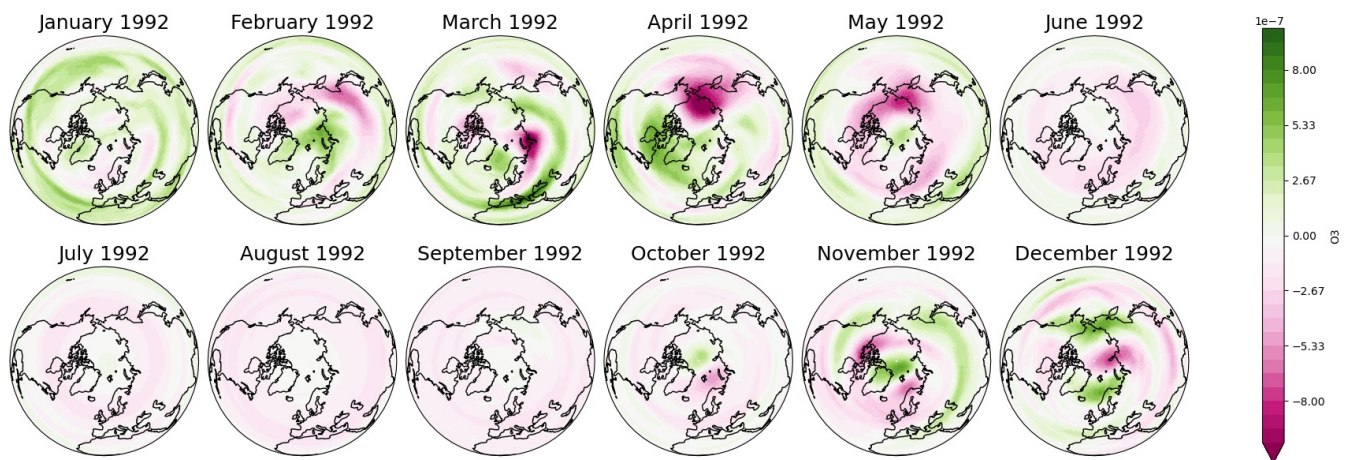 January 1992
February 1992
March 1992
April 1992
May 1992
June 1992
July 1992
August 1992
September 1992
October 1992
November 1992
December 1992
1e−7
8.00
5.33
2.67
0.00
−2.67
−5.33
−8.00
O3